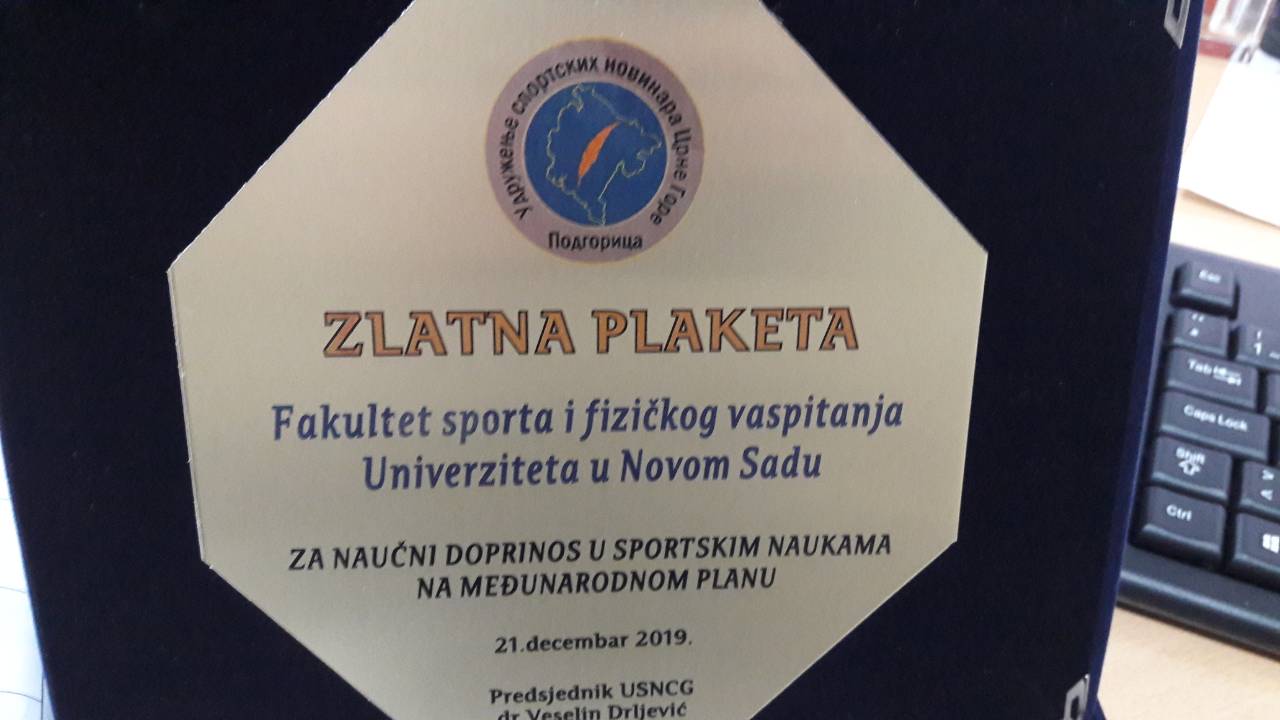 Удружење спортских новинара Црне Горе
Подгорица
ZLATNA PLAKETA
Fakultet sporta i fizičkog vaspitanja
Univerziteta u Novom Sadu
ZA NAUČNI DOPRINOS U SPORTSKIM NAUKAMA
NA MEĐUNARODNOM PLANU
21.decembar 2019.
Predsjednik USNCG
dr Veselin Drljević
Esc
Tab
Caps Lock
Shift
Ctrl